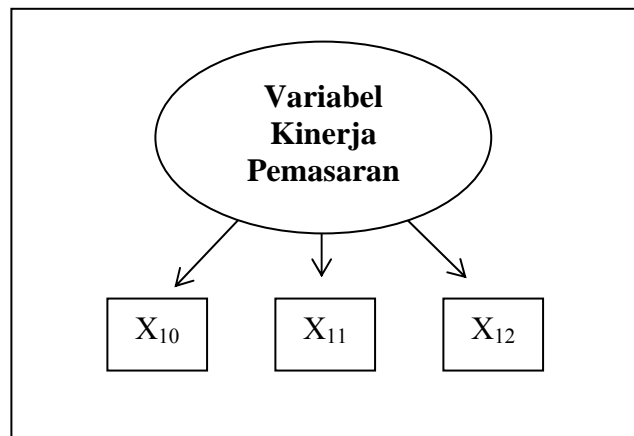 Variabel
Kinerja
Pemasaran
X₁₀ X₁₁ X₁₂